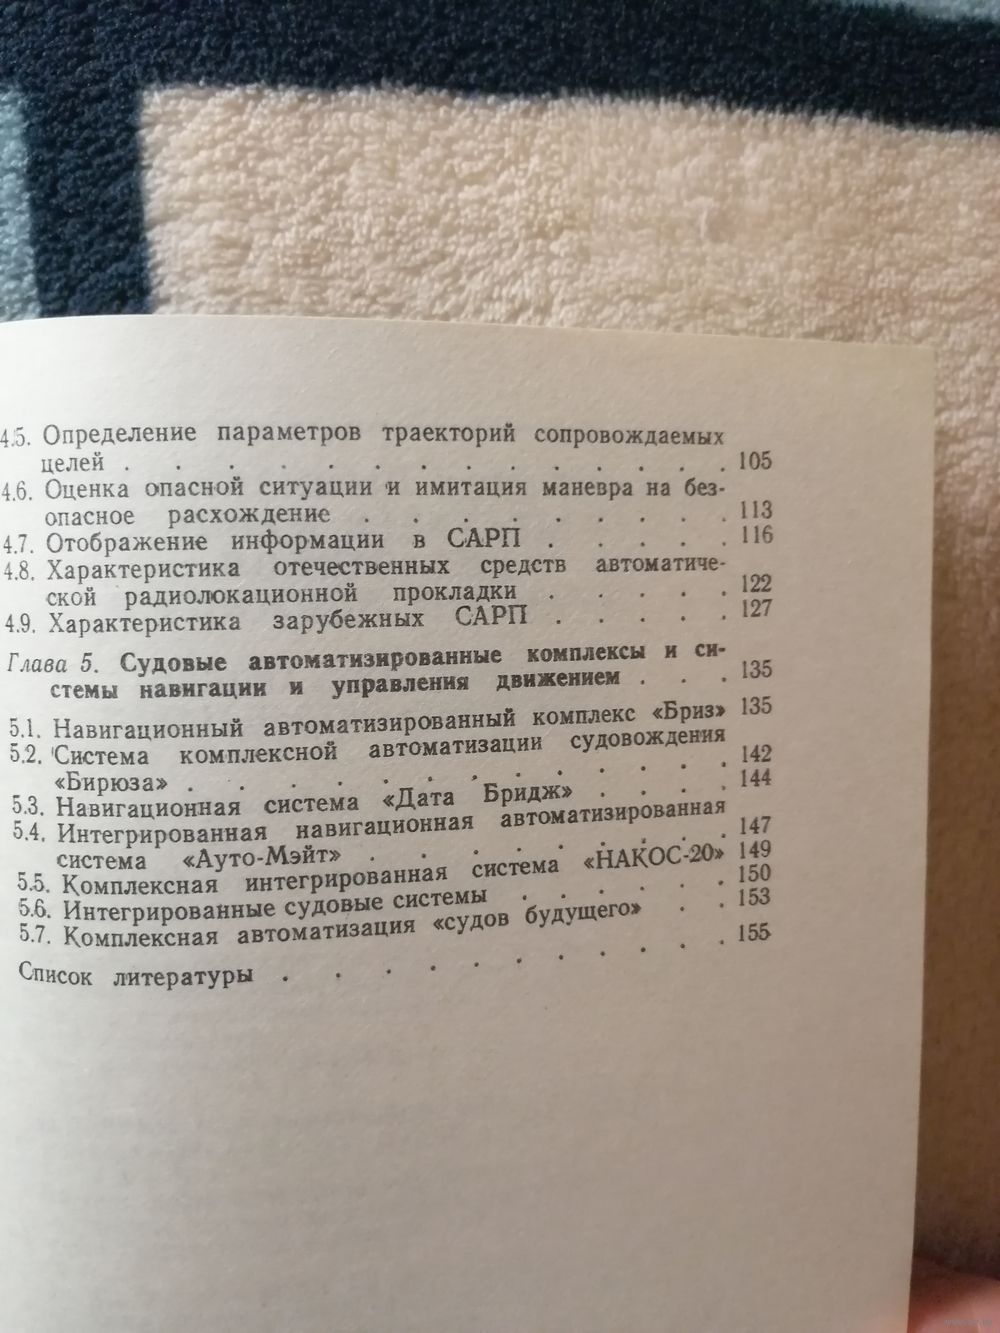 4.5. Определение параметров траекторий сопровождаемых
целей . . . . . . . . . . . . . 105
4.6. Оценка опасной ситуации и имитация маневра на без-
опасное расхождение . . . . . . . . 113
4.7. Отображение информации в САРП . . . . . 116
4.8. Характеристика отечественных средств автоматиче-
ской радиолокационной прокладки . . . . . 122
4.9. Характеристика зарубежных САРП . . . . . 127
Глава 5. Судовые автоматизированные комплексы и си-
стемы навигации и управления движением . . . 135
5.1. Навигационный автоматизированный комплекс «Бриз» 135
5.2. Система комплексной автоматизации судовождения
«Бирюза» . . . . . . . . . . . . 142
5.3. Навигационная система «Дата Бридж» . . . . 144
5.4. Интегрированная навигационная автоматизированная
система «Ауто-Мэйт» . . . . . . . . . 147
5.5. Комплексная интегрированная система «НАКОС-20» 149
5.6. Интегрированные судовые системы . . . . . . 150
5.7. Комплексная автоматизация «судов будущего» . . 153
Список литературы . . . . . . . . . . . 155